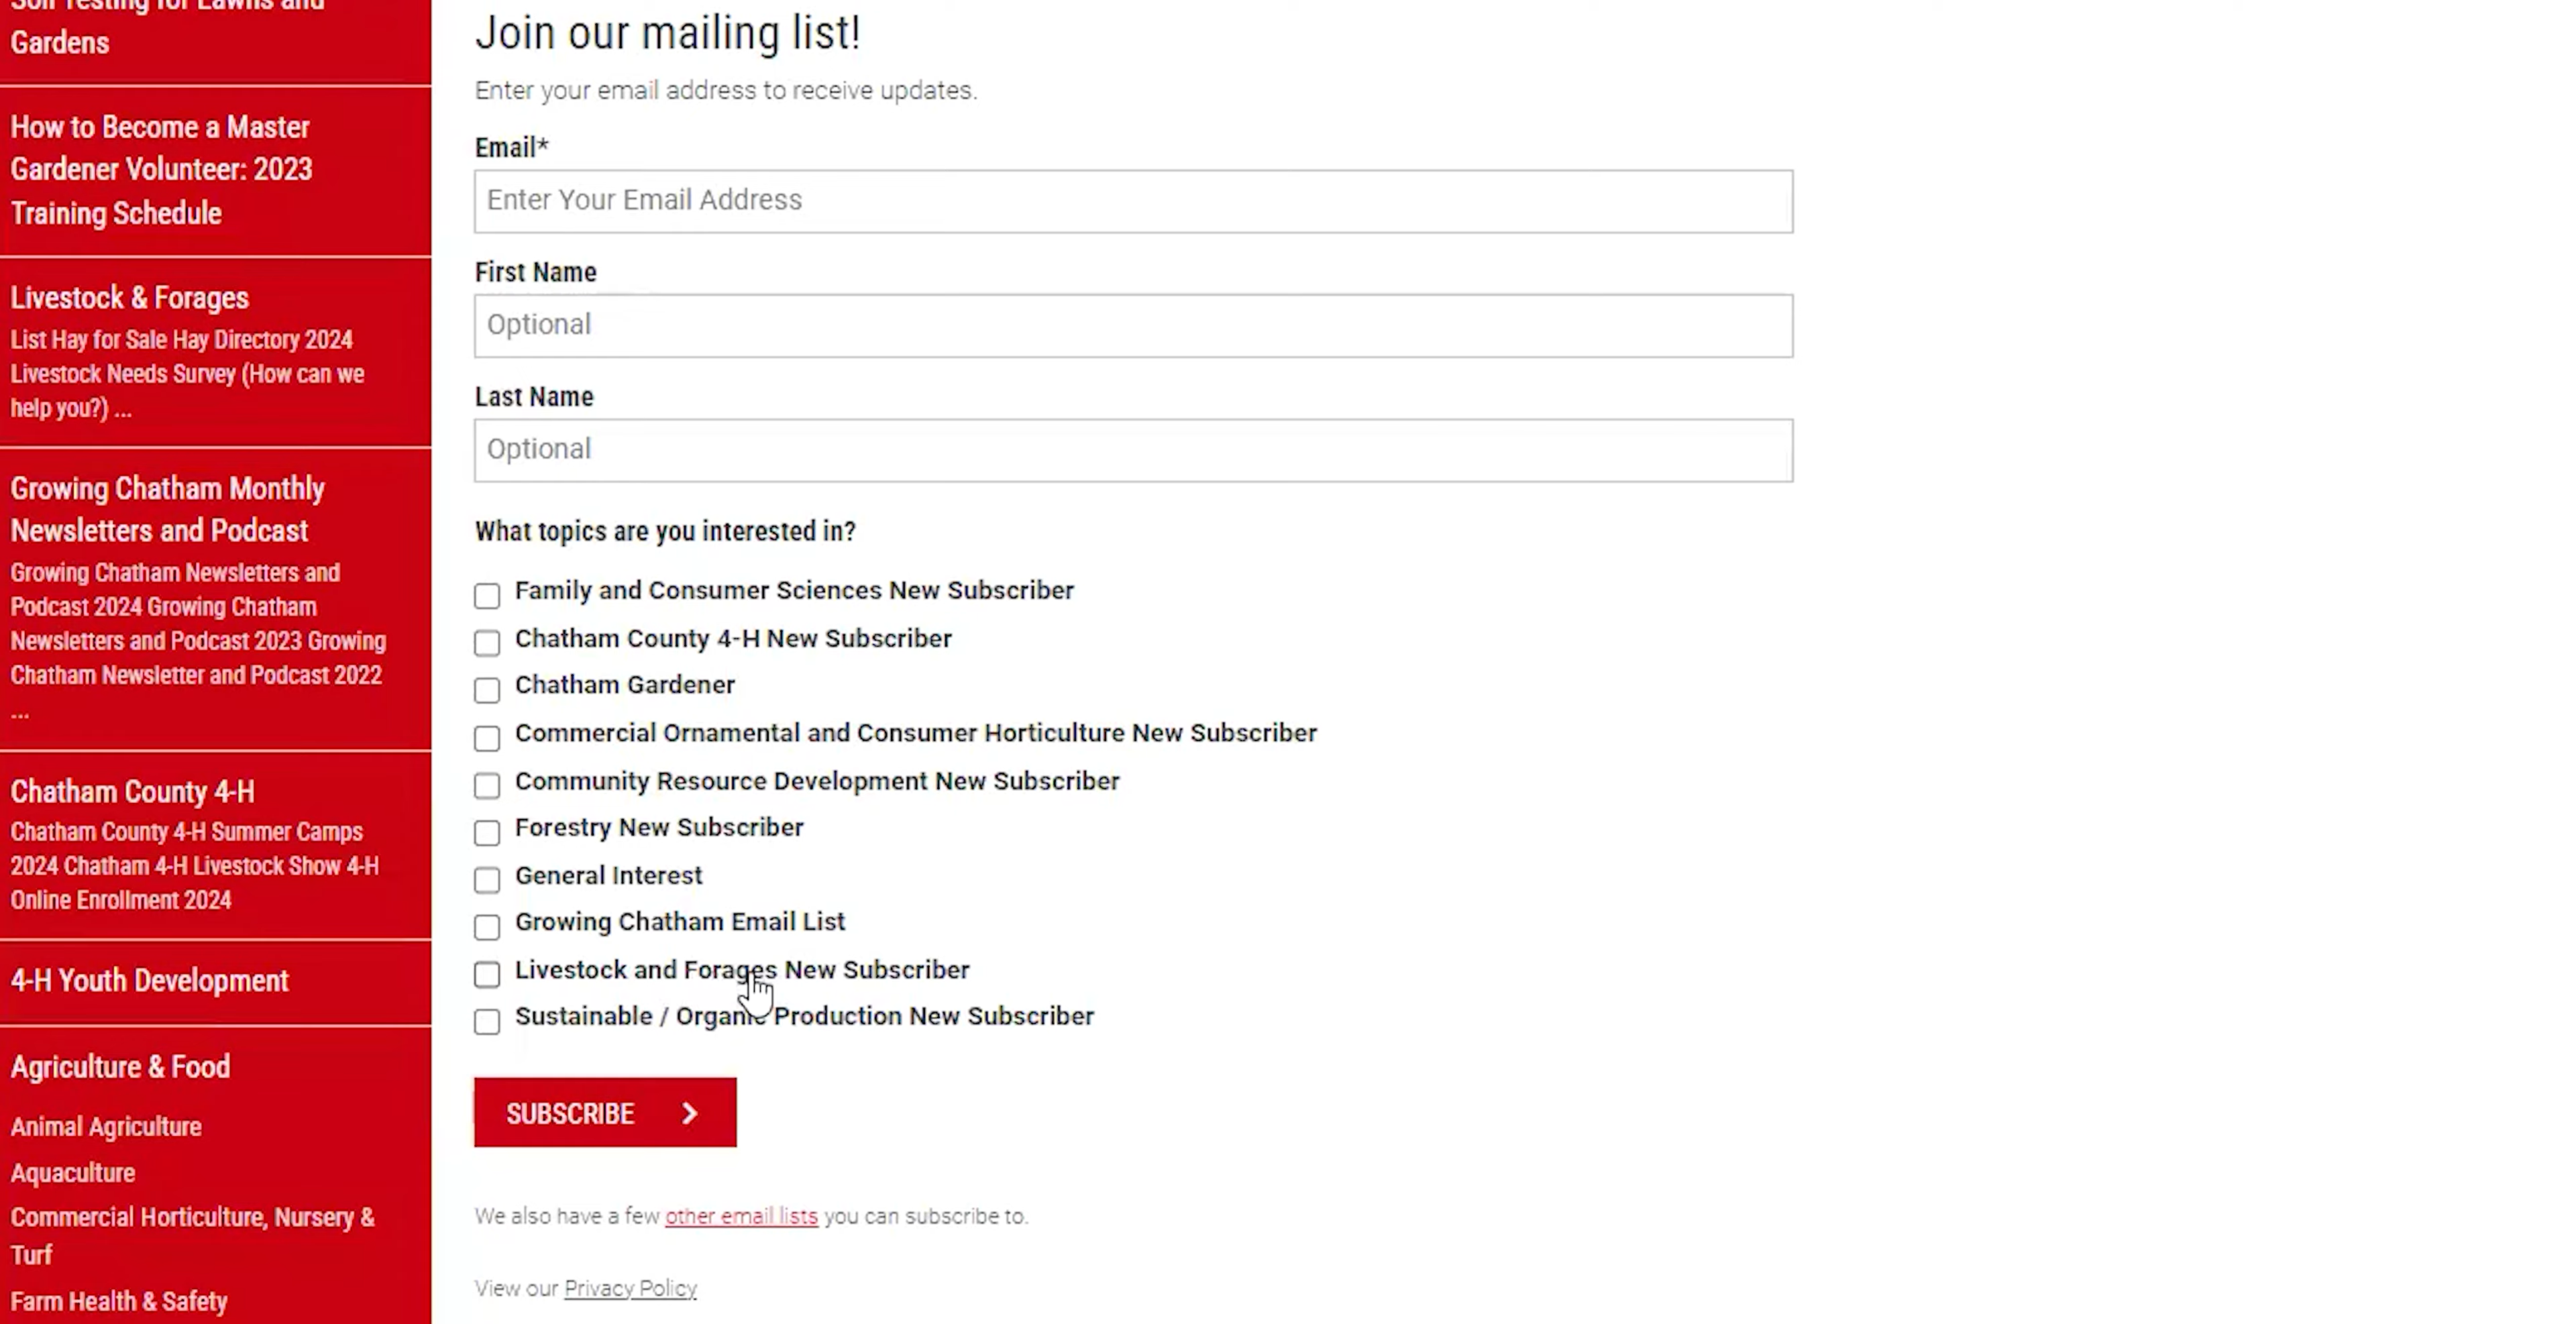 Soil Testing for Lawns and
Gardens
How to Become a Master
Gardener Volunteer: 2023
Training Schedule
Livestock & Forages
List Hay for Sale Hay Directory 2024
Livestock Needs Survey (How can we
help you?) ...
Growing Chatham Monthly
Newsletters and Podcast
Growing Chatham Newsletters and
Podcast 2024 Growing Chatham
Newsletters and Podcast 2023 Growing
Chatham Newsletter and Podcast 2022
...
Chatham County 4-H
Chatham County 4-H Summer Camps
2024 Chatham 4-H Livestock Show 4-H
Online Enrollment 2024
4-H Youth Development
Agriculture & Food
Animal Agriculture
Aquaculture
Commercial Horticulture, Nursery &
Turf
Farm Health & Safety
Join our mailing list!
Enter your email address to receive updates.
Email*
Enter Your Email Address
First Name
Optional
Last Name
Optional
What topics are you interested in?
Family and Consumer Sciences New Subscriber
Chatham County 4-H New Subscriber
Chatham Gardener
Commercial Ornamental and Consumer Horticulture New Subscriber
Community Resource Development New Subscriber
Forestry New Subscriber
General Interest
Growing Chatham Email List
Livestock and Forages New Subscriber
Sustainable / Organic Production New Subscriber
SUBSCRIBE
We also have a few other email lists you can subscribe to.
View our Privacy Policy